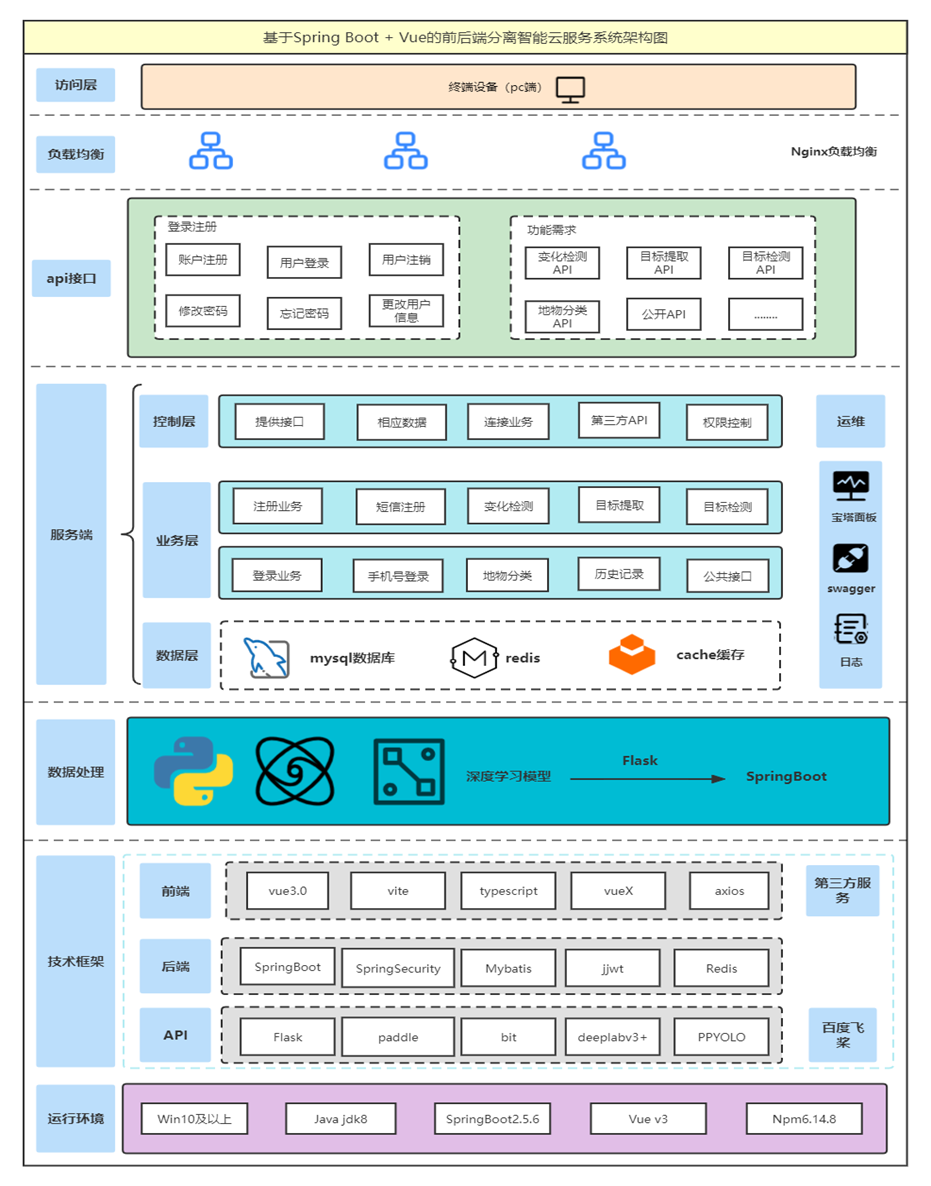 基于Spring Boot + Vue的前后端分离智能云服务系统架构图
访问层
终端设备（pc端）
负载均衡
Nginx负载均衡
api接口
登录注册
账户注册
用户登录
用户注销
修改密码
忘记密码
更改用户
信息
功能需求
变化检测
API
目标提取
API
目标检测
API
地物分类
API
公开API
........
服务端
控制层
提供接口
相应数据
连接业务
第三方API
权限控制
业务层
注册业务
短信注册
变化检测
目标提取
目标检测
登录业务
手机号登录
地物分类
历史记录
公共接口
数据层
mysql数据库
redis
cache缓存
运维
宝塔面板
swagger
日志
数据处理
深度学习模型
Flask
SpringBoot
技术框架
前端
vue3.0
vite
typescript
vueX
axios
第三方服
务
后端
SpringBoot
SpringSecurity
Mybatis
jjwt
Redis
API
Flask
paddle
bit
deeplabv3+
PPYOLO
百度飞
桨
运行环境
Win10及以上
Java jdk8
SpringBoot2.5.6
Vue v3
Npm6.14.8